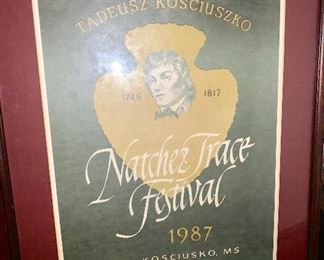 TADEUSZ KOSCIUSZKO
1746 1817
Natchez Trace
Festival
1987
KOSCIUSKO, MS